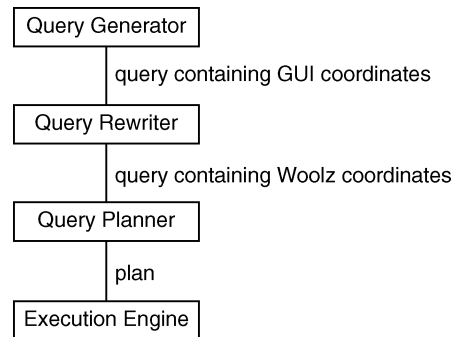 Query Generator
query containing GUI coordinates
Query Rewriter
query containing Woolz coordinates
Query Planner
plan
Execution Engine